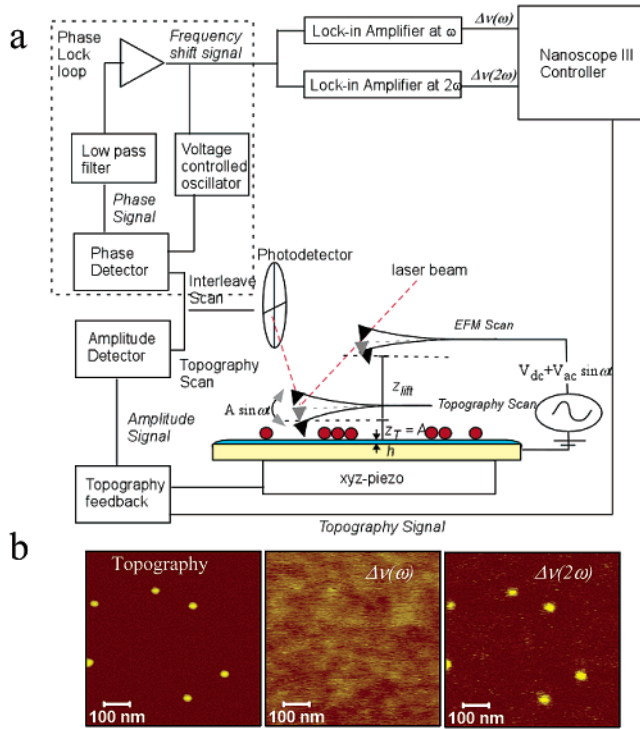 a
Phase Lock loop
Frequency shift signal
Lock-in Amplifier at ω
Δν(ω)
Lock-in Amplifier at 2ω
Δν(2ω)
Nanoscope III Controller
Low pass filter
Voltage controlled oscillator
Phase Signal
Phase Detector
Photodetector
Interleave Scan
laser beam
Amplitude Detector
EFM Scan
Topography Scan
V_dc+V_ac sin ωt
z_lift
A sin ωt
Topography Scan
Amplitude Signal
z_T = A
h
Topography feedback
xyz-piezo
Topography Signal
b
Topography
Δν(ω)
Δν(2ω)
100 nm
100 nm
100 nm